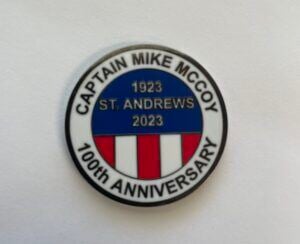 CAPTAIN MIKE MCCOY
1923
ST. ANDREWS
2023
100th ANNIVERSARY